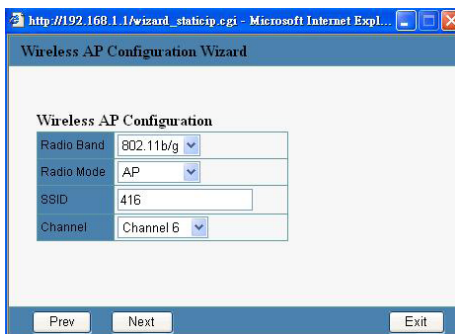 http://192.168.1.1/wizard_staticip.cgi - Microsoft Internet Expl...
Wireless AP Configuration Wizard
Wireless AP Configuration
Radio Band 802.11b/g
Radio Mode AP
SSID 416
Channel Channel 6
Prev Next Exit